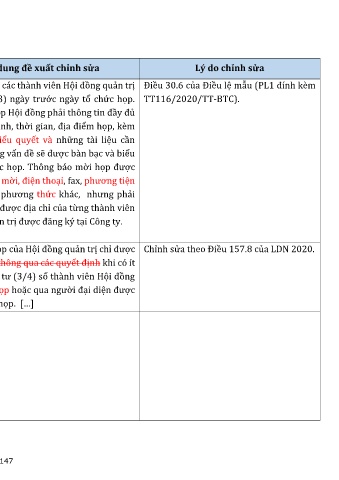 dung đề xuất chỉnh sửa
Lý do chỉnh sửa
các thành viên Hội đồng quản trị
3) ngày trước ngày tổ chức họp.
p Hội đồng phải thông tin đầy đủ
nh, thời gian, địa điểm họp, kèm
iểu quyết và những tài liệu cần
g vấn đề sẽ được bàn bạc và biểu
c họp. Thông báo mời họp được
mời, điện thoại, fax, phương tiện
phương thức khác, nhưng phải
được địa chỉ của từng thành viên
n trị được đăng ký tại Công ty.
Điều 30.6 của Điều lệ mẫu (PL1 đính kèm
TT116/2020/TT-BTC).
ọp của Hội đồng quản trị chỉ được
thông qua các quyết định khi có ít
tư (3/4) số thành viên Hội đồng
ọp hoặc qua người đại diện được
họp. [...]
Chỉnh sửa theo Điều 157.8 của LDN 2020.
147